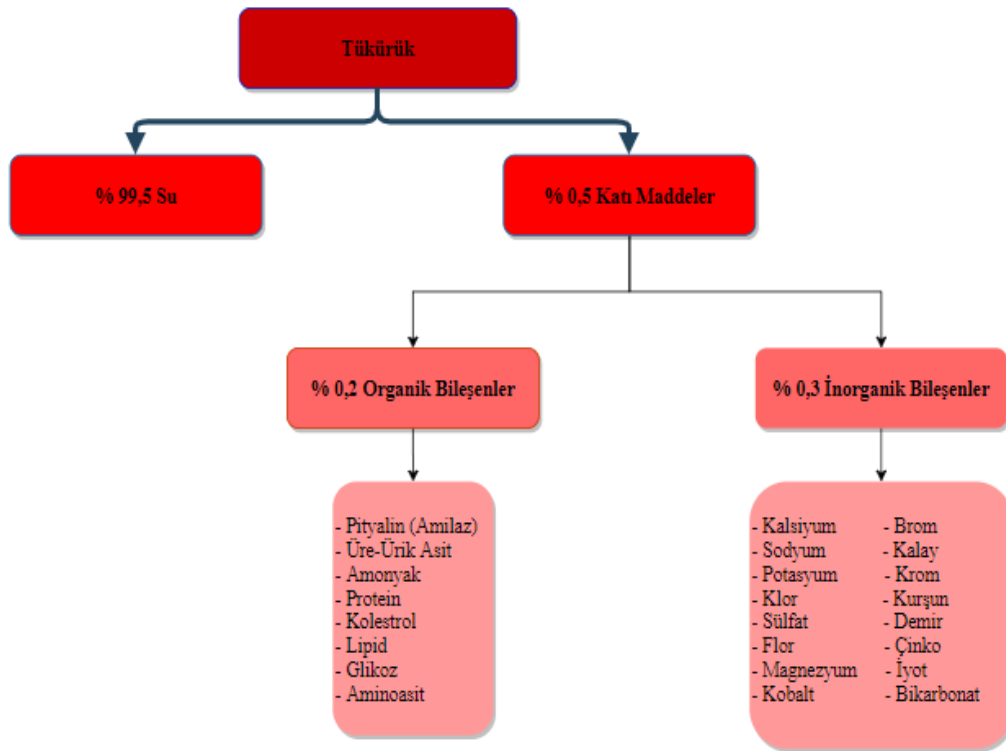 Tükürük
% 99,5 Su
% 0,5 Katı Maddeler
% 0,2 Organik Bileşenler
% 0,3 İnorganik Bileşenler
- Pityalin (Amilaz)
- Üre-Ürik Asit
- Amonyak
- Protein
- Kolestrol
- Lipid
- Glikoz
- Aminoasit
- Kalsiyum
- Sodyum
- Potasyum
- Klor
- Sülfat
- Flor
- Magnezyum
- Kobalt
- Brom
- Kalay
- Krom
- Kurşun
- Demir
- Çinko
- İyot
- Bikarbonat